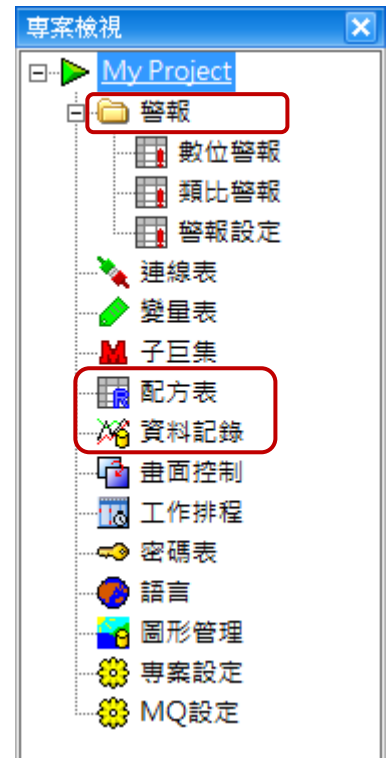 專案檢視
My Project
警報
數位警報
類比警報
警報設定
連線表
變量表
子巨集
配方表
資料記錄
畫面控制
工作排程
密碼表
語言
圖形管理
專案設定
MQ設定